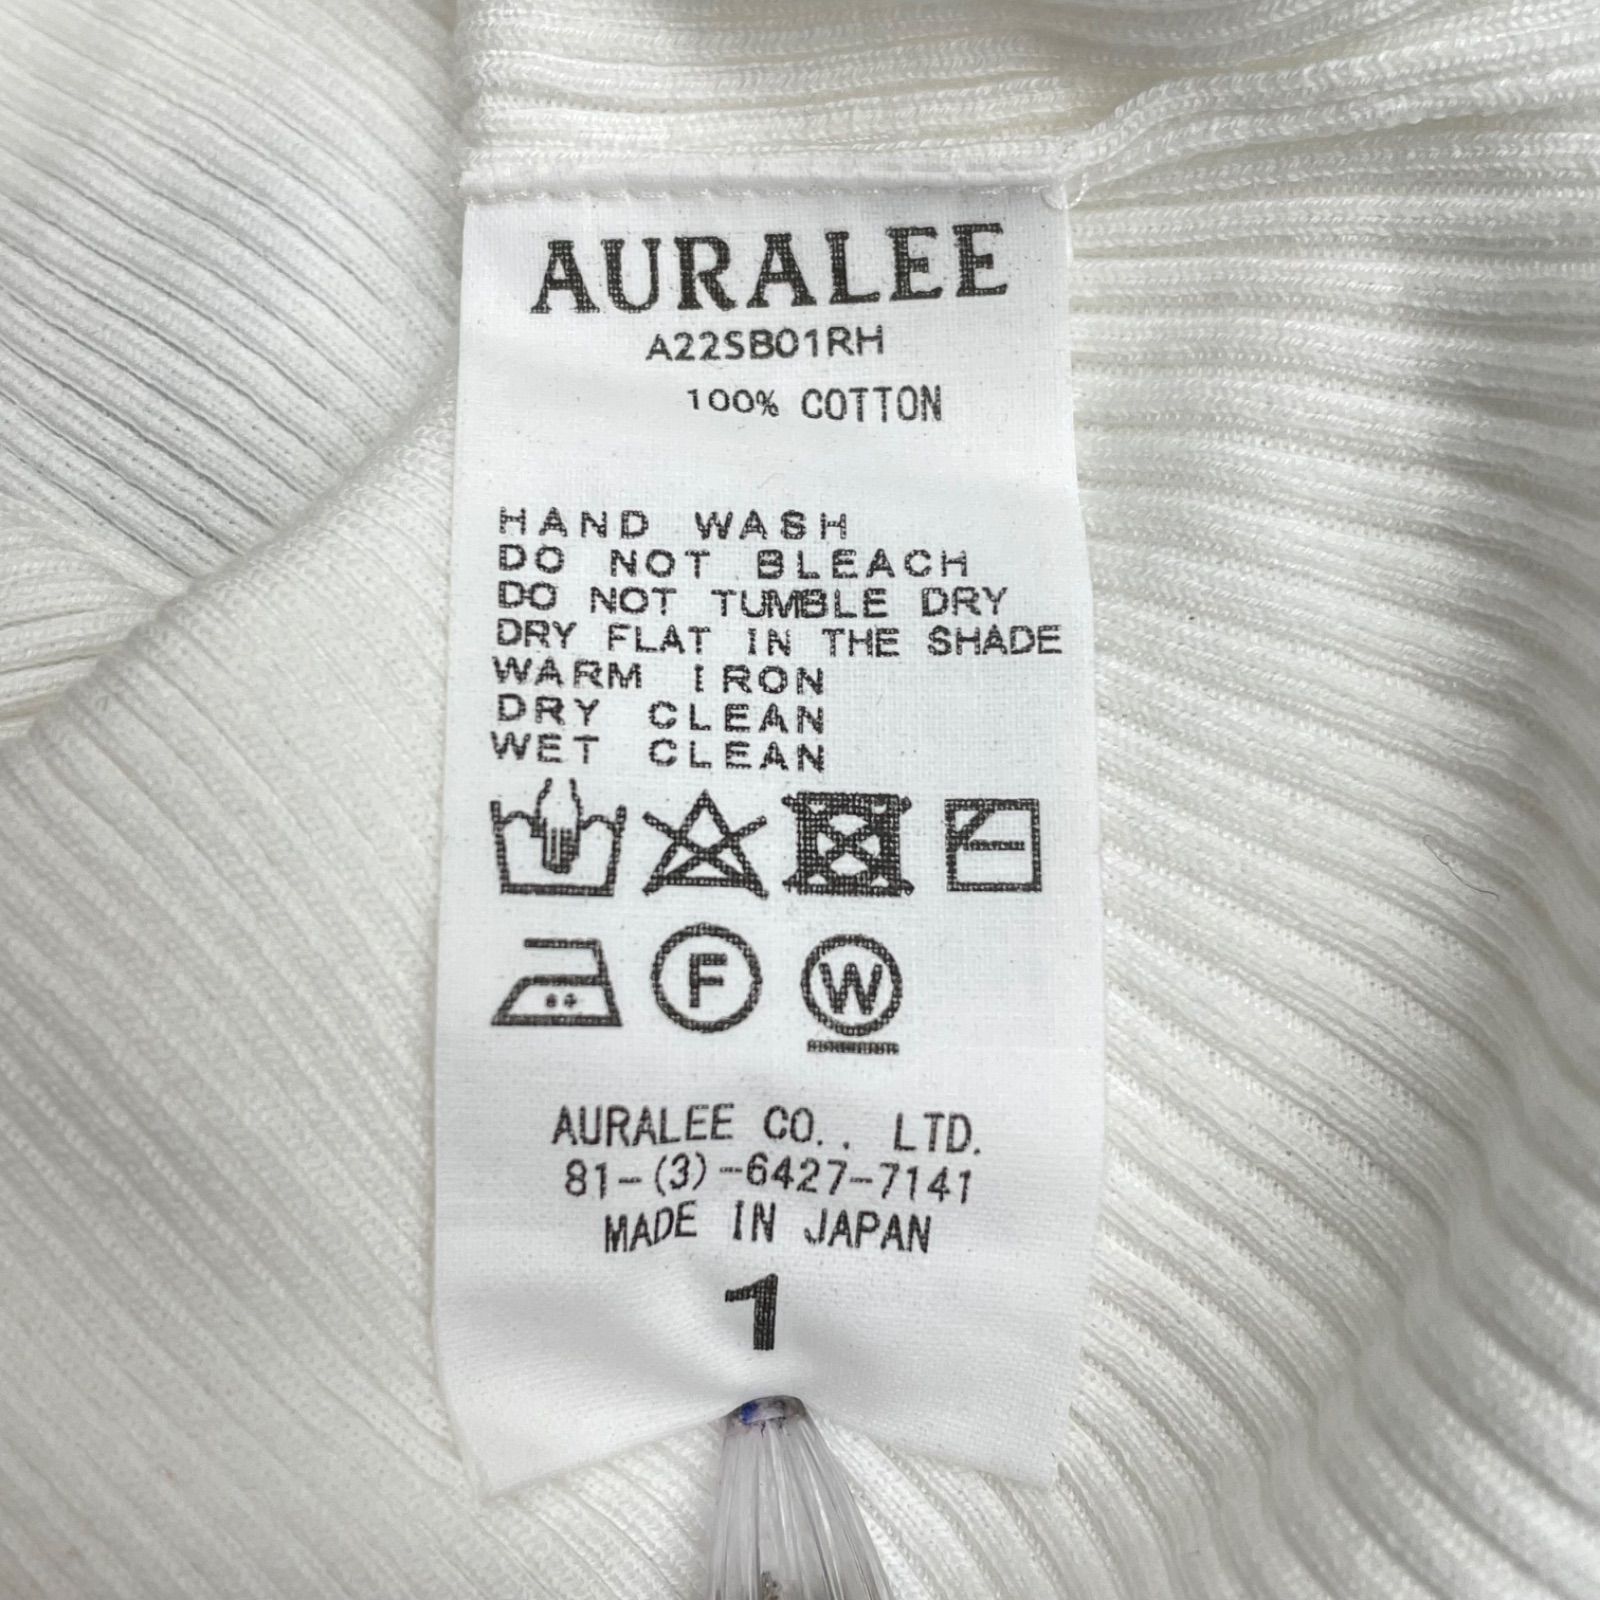 AURALEE
A22SB01RH
100% COTTON
HAND WASH
DO NOT BLEACH
DO NOT TUMBLE DRY
DRY FLAT IN THE SHADE
WARM IRON
DRY CLEAN
WET CLEAN
F W
AURALEE CO., LTD.
81-(3)-6427-7141
MADE IN JAPAN
1